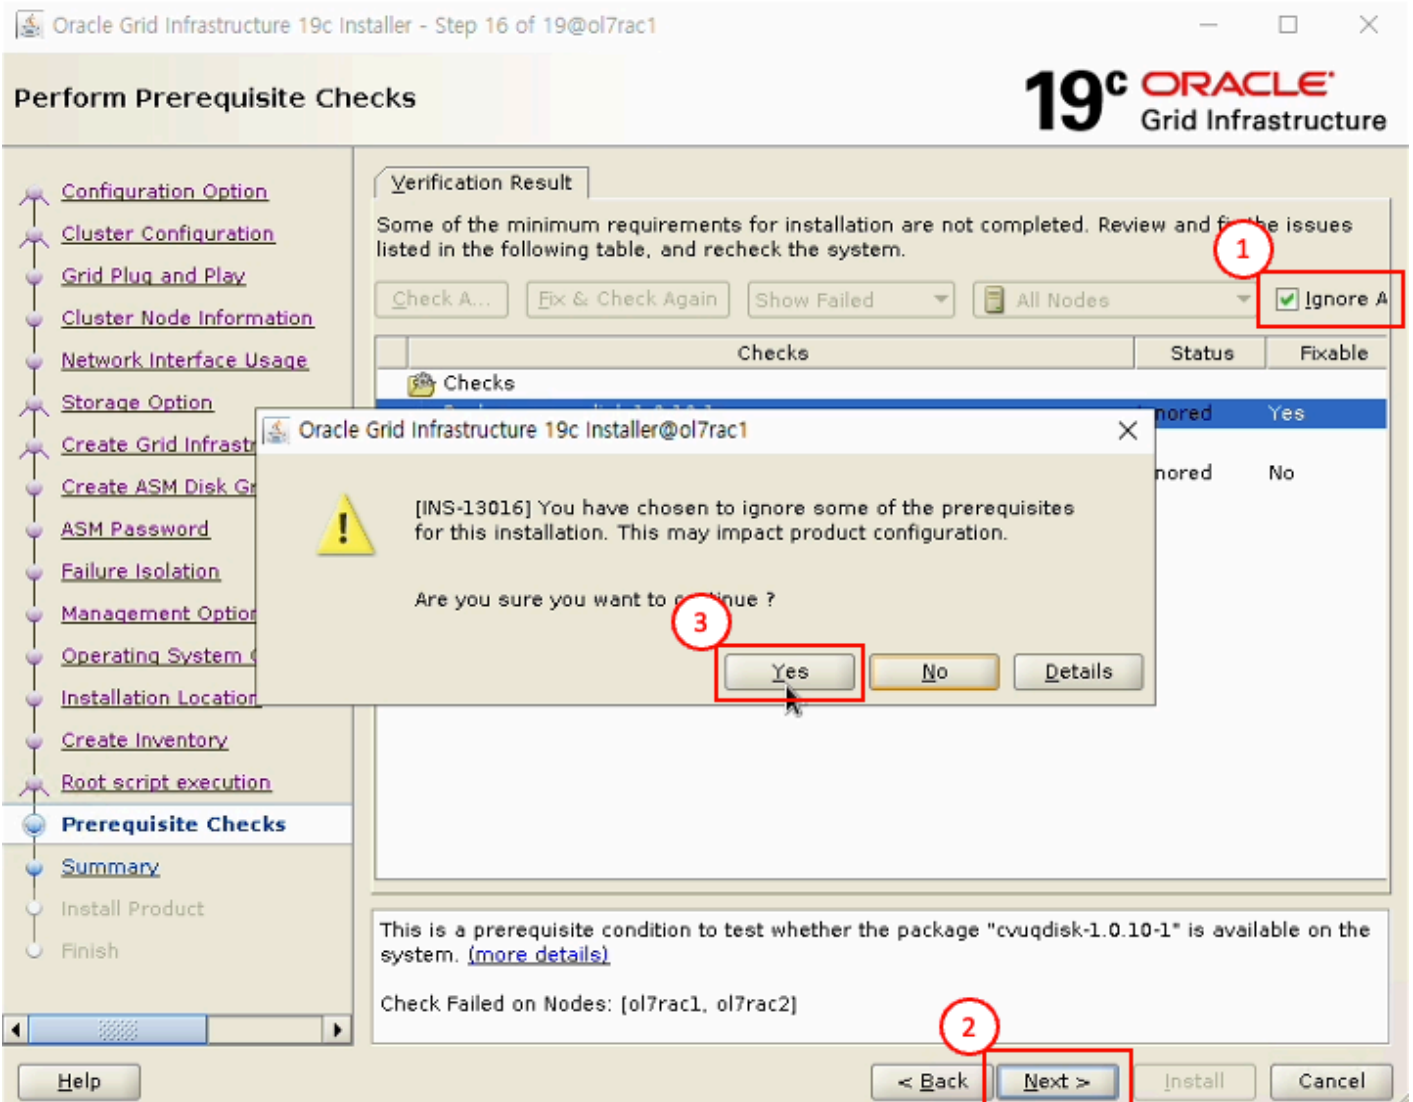 Oracle Grid Infrastructure 19c Installer - Step 16 of 19@ol7rac1
Perform Prerequisite Checks
19c ORACLE
Grid Infrastructure
Configuration Option
Cluster Configuration
Grid Plug and Play
Cluster Node Information
Network Interface Usage
Storage Option
Create Grid Infrast
Create ASM Disk Gr
ASM Password
Failure Isolation
Management Option
Operating System
Installation Location
Create Inventory
Root script execution
Prerequisite Checks
Summary
Install Product
Finish
Verification Result
Some of the minimum requirements for installation are not completed. Review and fix the issues
listed in the following table, and recheck the system.
1
Check A...
Fix & Check Again
Show Failed
All Nodes
Ignore A
Checks Status Fixable
Checks
nored Yes
nored No
Oracle Grid Infrastructure 19c Installer@ol7rac1
[INS-13016] You have chosen to ignore some of the prerequisites
for this installation. This may impact product configuration.
Are you sure you want to continue ?
3
Yes
No
Details
This is a prerequisite condition to test whether the package "cvuqdisk-1.0.10-1" is available on the
system. (more details)
Check Failed on Nodes: [ol7rac1, ol7rac2]
2
Help
< Back
Next >
Install
Cancel